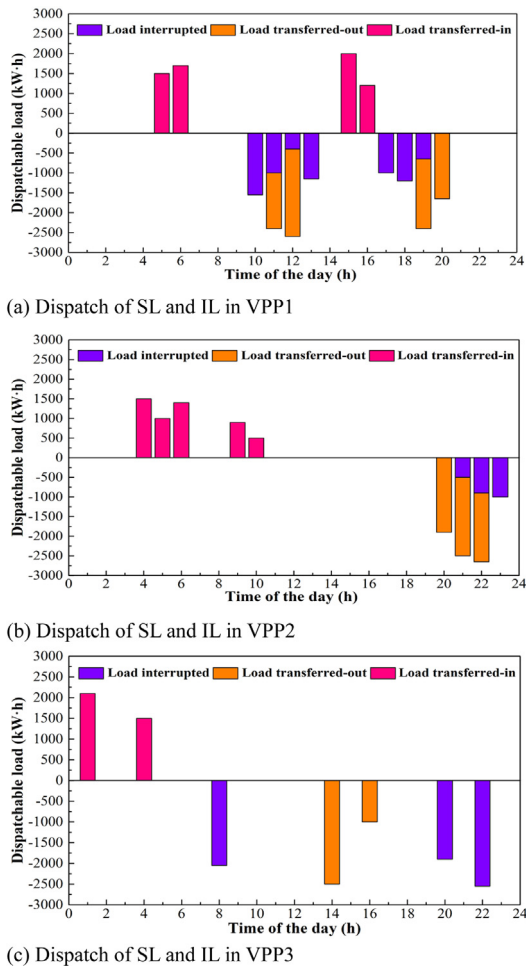 3000
2500
2000
1500
1000
500
0
-500
-1000
-1500
-2000
-2500
-3000
Dispatchable load (kW·h)
Load interrupted Load transferred-out Load transferred-in
0 2 4 6 8 10 12 14 16 18 20 22 24
Time of the day (h)
(a) Dispatch of SL and IL in VPP1
3000
2500
2000
1500
1000
500
0
-500
-1000
-1500
-2000
-2500
-3000
Dispatchable load (kW·h)
Load interrupted Load transferred-out Load transferred-in
0 2 4 6 8 10 12 14 16 18 20 22 24
Time of the day (h)
(b) Dispatch of SL and IL in VPP2
3000
2500
2000
1500
1000
500
0
-500
-1000
-1500
-2000
-2500
-3000
Dispatchable load (kW·h)
Load interrupted Load transferred-out Load transferred-in
0 2 4 6 8 10 12 14 16 18 20 22 24
Time of the day (h)
(c) Dispatch of SL and IL in VPP3